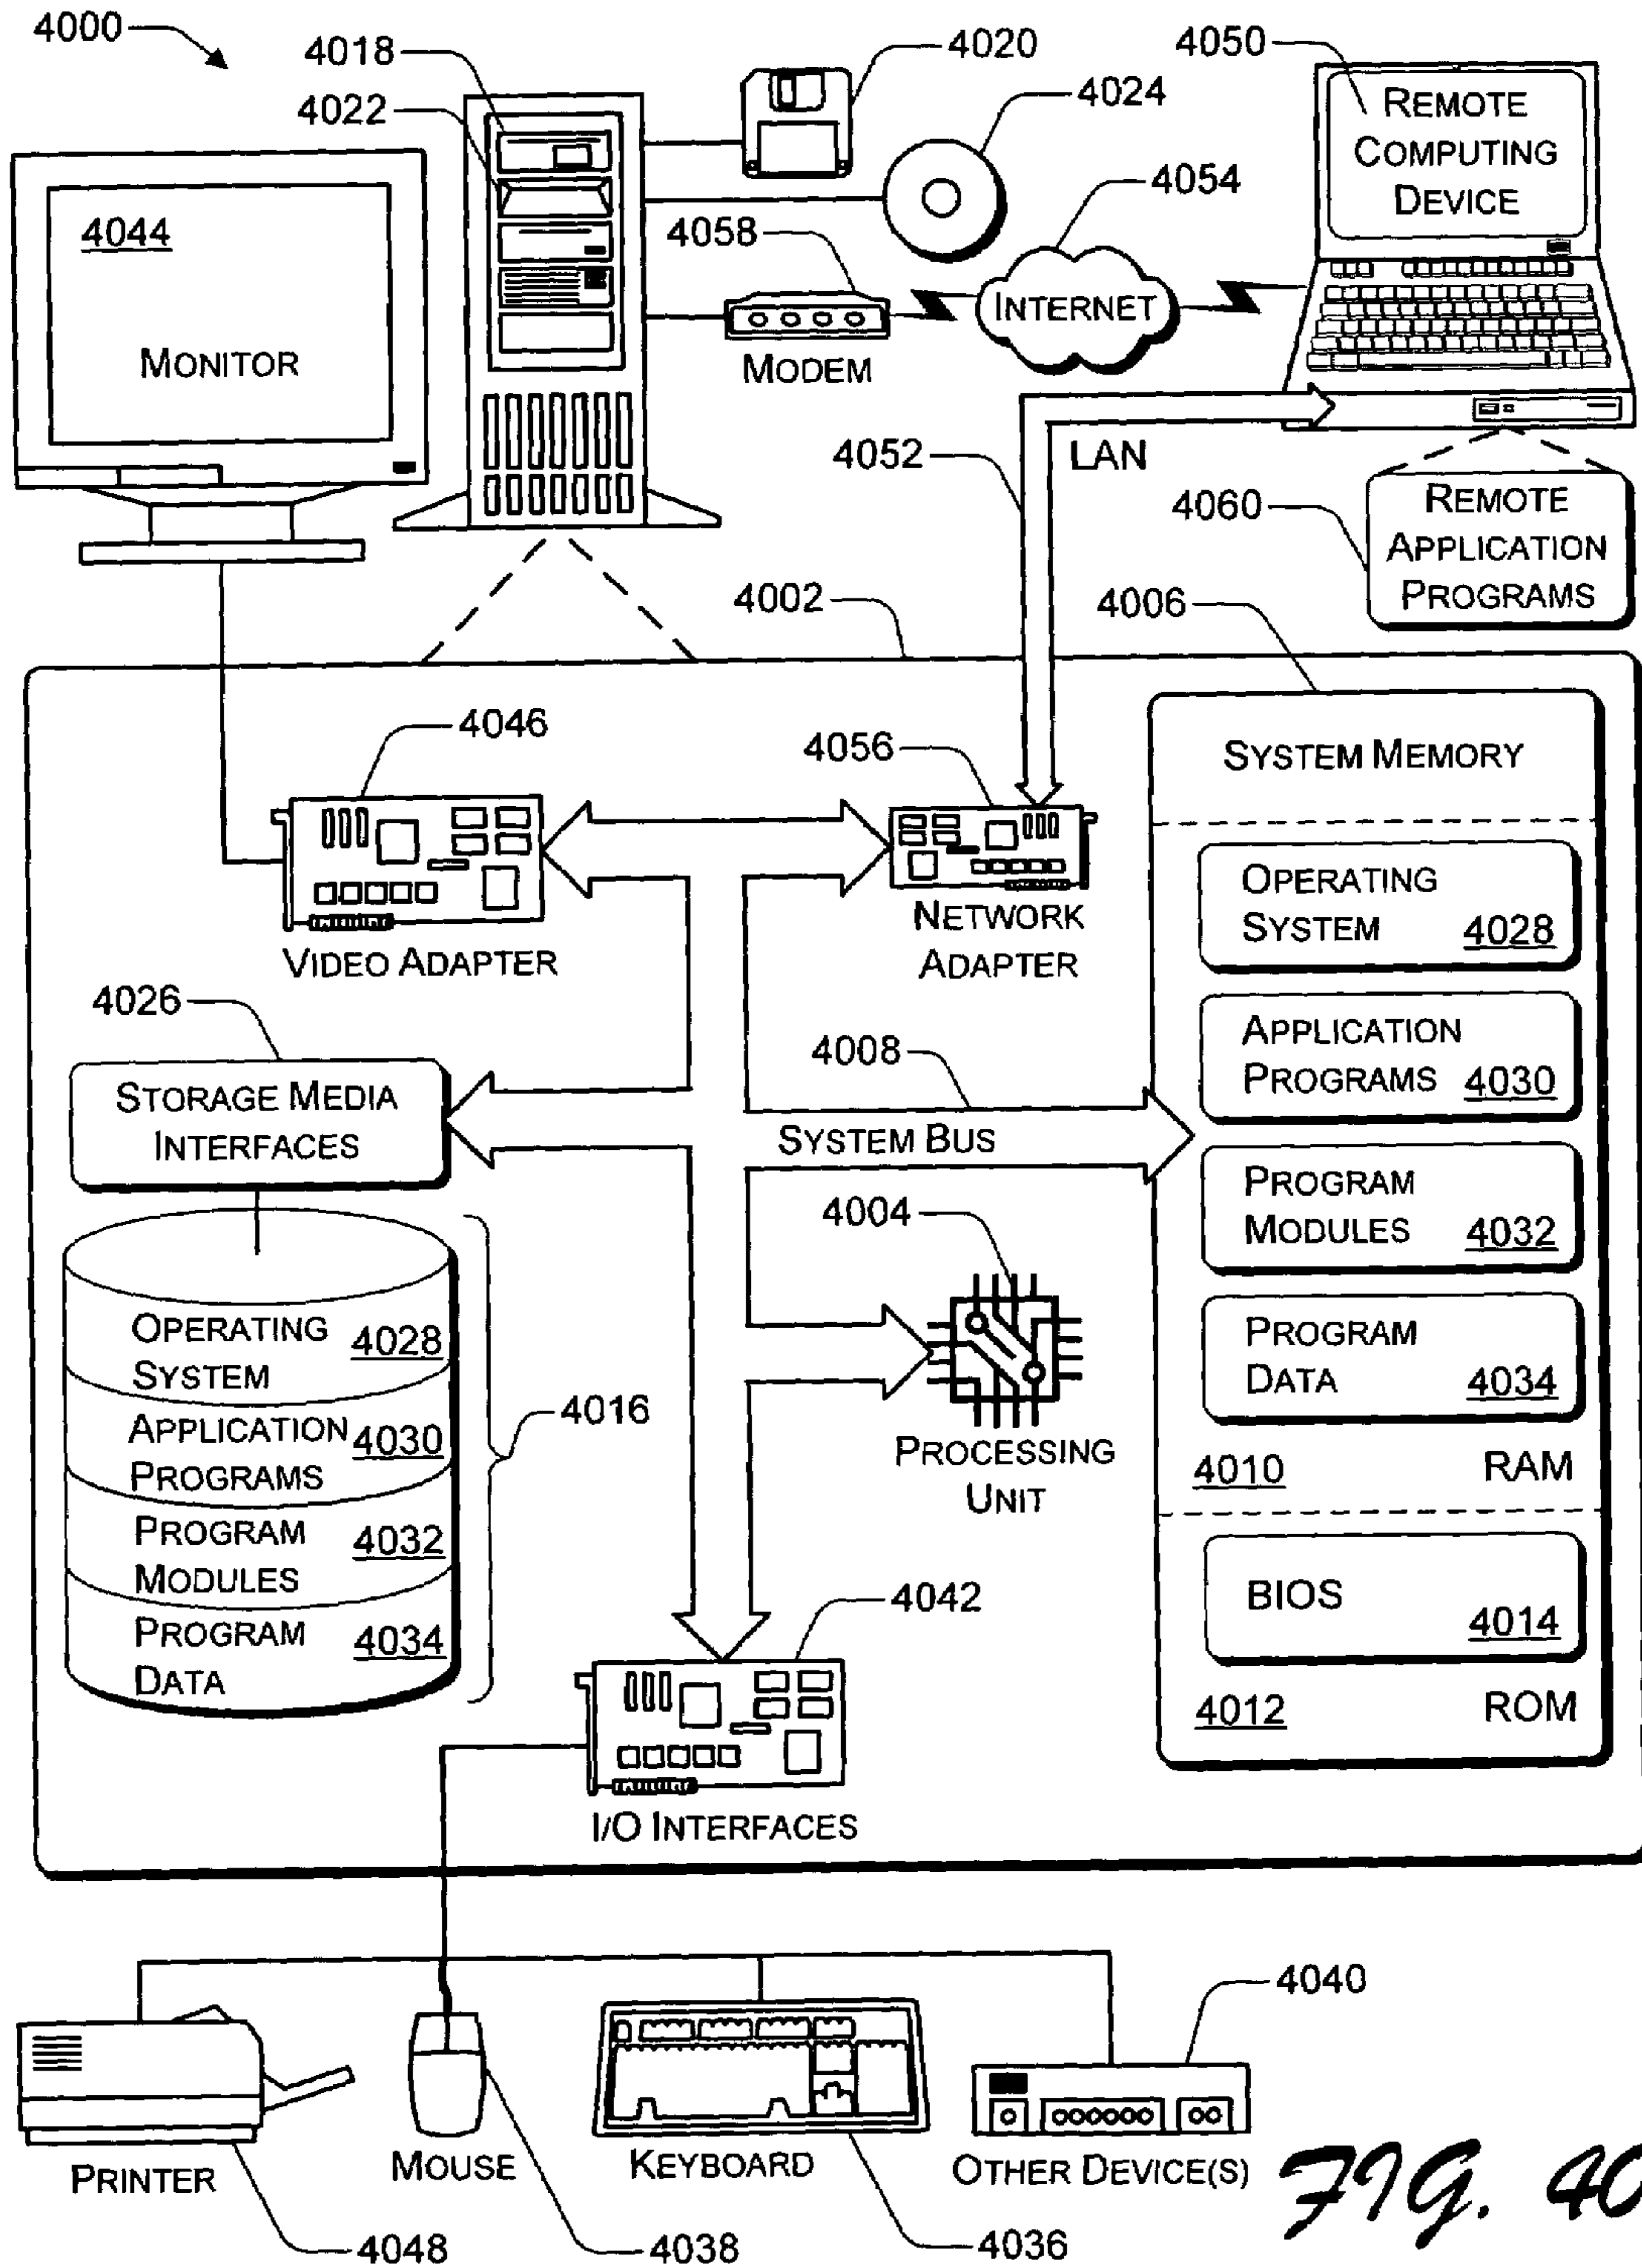 4000
4018
4020
4050
4022
4024
REMOTE
COMPUTING
DEVICE
4054
4044
4058
INTERNET
MONITOR
MODEM
4052
LAN
4060
REMOTE
APPLICATION
PROGRAMS
4002
4006
4046
4056
SYSTEM MEMORY
VIDEO ADAPTER
NETWORK
ADAPTER
OPERATING
SYSTEM 4028
4026
STORAGE MEDIA
INTERFACES
4008
SYSTEM BUS
APPLICATION
PROGRAMS 4030
PROGRAM
MODULES 4032
4004
PROCESSING
UNIT
PROGRAM
DATA 4034
4010 RAM
OPERATING
SYSTEM 4028
APPLICATION
PROGRAMS 4030
PROGRAM
MODULES 4032
PROGRAM
DATA 4034
4016
BIOS
4014
4012 ROM
4042
I/O INTERFACES
4040
PRINTER
MOUSE
KEYBOARD
OTHER DEVICE(S)
4048
4038
4036
FIG. 40